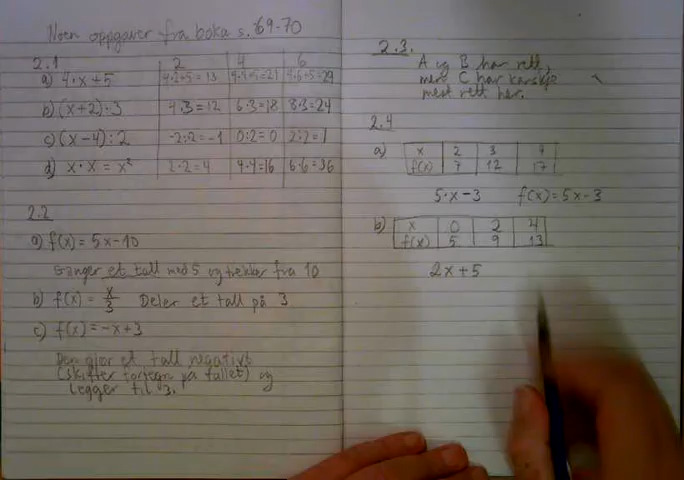 Noen oppgaver fra boka s. 69-70
2.1 2 4 6
a) 4·x+5 4·2+5=13 4·4+5=21 4·6+5=29
b) (x+2)·3 4·3=12 6·3=18 8·3=24
c) (x-4):2 -2:2=-1 0:2=0 2:2=1
d) x·x=x² 2·2=4 4·4=16 6·6=36
2.2
a) f(x)=5x-10
Ganger et tall med 5 og trekker fra 10
b) f(x)=x/3 Deler et tall på 3
c) f(x)=-x+3
Den gjør et tall negativt
(skifter fortegn på tallet) og
legger til 3.
2.3.
A og B har rett,
men C har kanskje
mest rett her.
2.4
a) x 2 3 4
f(x) 7 12 17
5·x-3 f(x)=5x-3
b) x 0 2 4
f(x) 5 9 13
2x+5